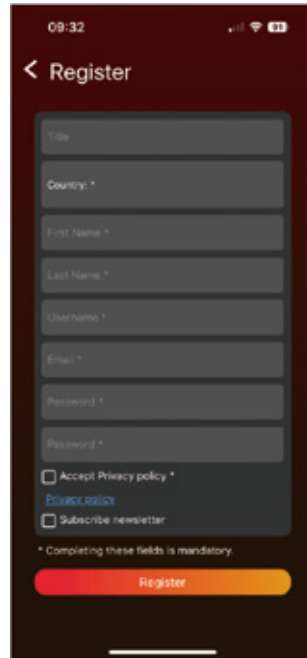 09:32
91
Register
Title
Country: *
First Name *
Last Name *
Username *
Email *
Password *
Password *
Accept Privacy policy *
Privacy policy
Subscribe newsletter
* Completing these fields is mandatory.
Register